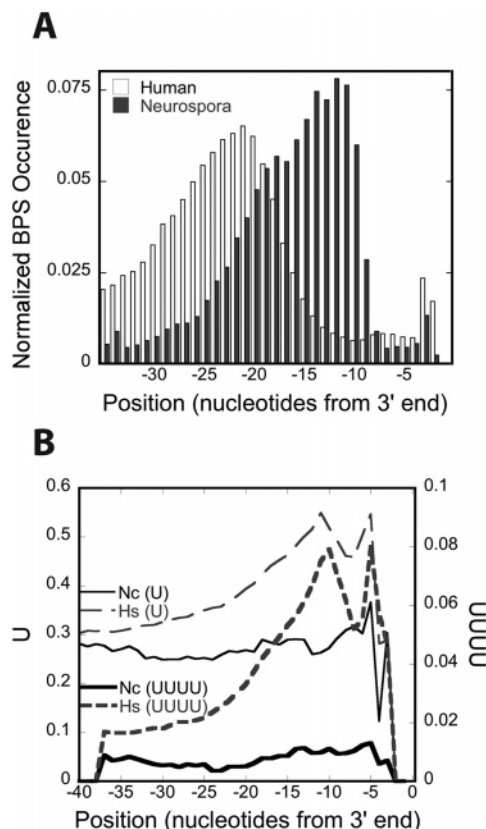 A
Normalized BPS Occurence
0.075
0.05
0.025
0
Human
Neurospora
-30
-25
-20
-15
-10
-5
Position (nucleotides from 3' end)
B
U
0.6
0.5
0.4
0.3
0.2
0.1
0
Nc (U)
Hs (U)
Nc (UUUU)
Hs (UUUU)
0.1
0.08
0.06
0.04
0.02
0
UUUU
-40
-35
-30
-25
-20
-15
-10
-5
0
Position (nucleotides from 3' end)